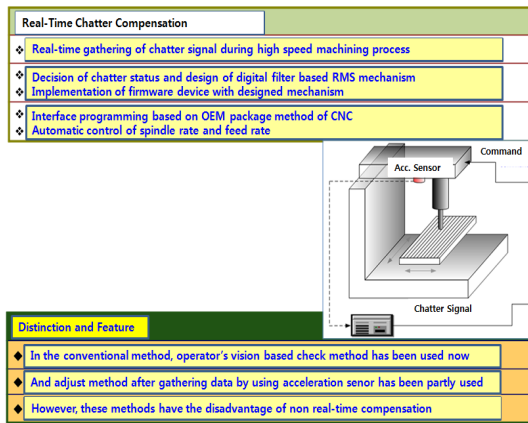 Real-Time Chatter Compensation
Real-time gathering of chatter signal during high speed machining process
Decision of chatter status and design of digital filter based RMS mechanism
Implementation of firmware device with designed mechanism
Interface programming based on OEM package method of CNC
Automatic control of spindle rate and feed rate
Command
Acc. Sensor
Chatter Signal
Distinction and Feature
In the conventional method, operator's vision based check method has been used now
And adjust method after gathering data by using acceleration senor has been partly used
However, these methods have the disadvantage of non real-time compensation